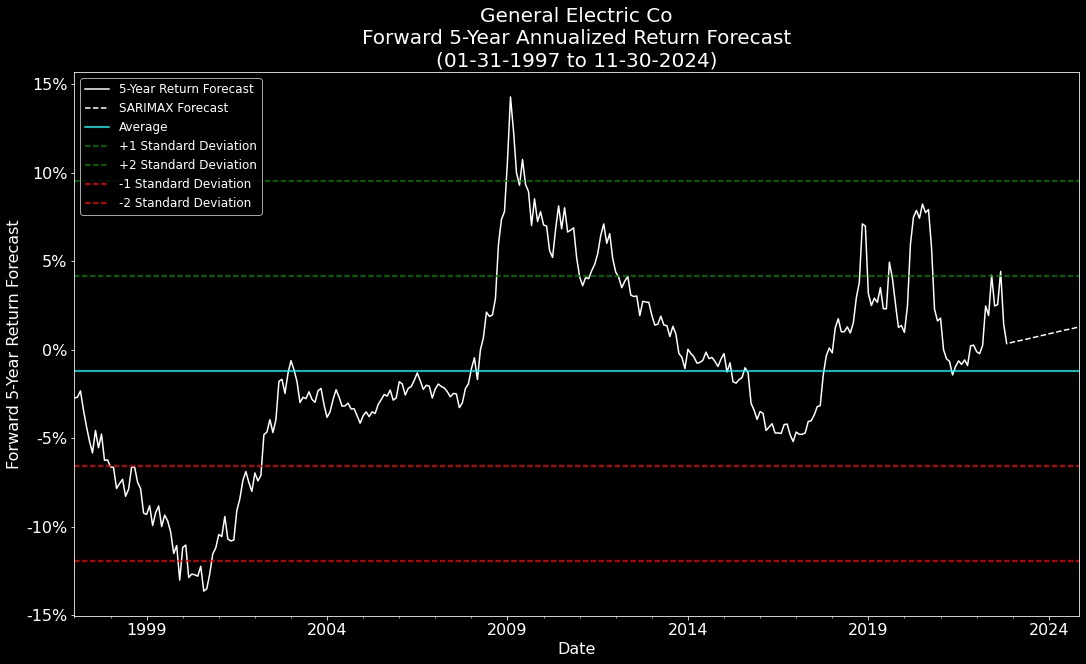 General Electric Co
Forward 5-Year Annualized Return Forecast
(01-31-1997 to 11-30-2024)
15%
10%
5%
0%
-5%
-10%
-15%
Forward 5-Year Return Forecast
5-Year Return Forecast
SARIMAX Forecast
Average
+1 Standard Deviation
+2 Standard Deviation
-1 Standard Deviation
-2 Standard Deviation
1999
2004
2009
2014
2019
2024
Date